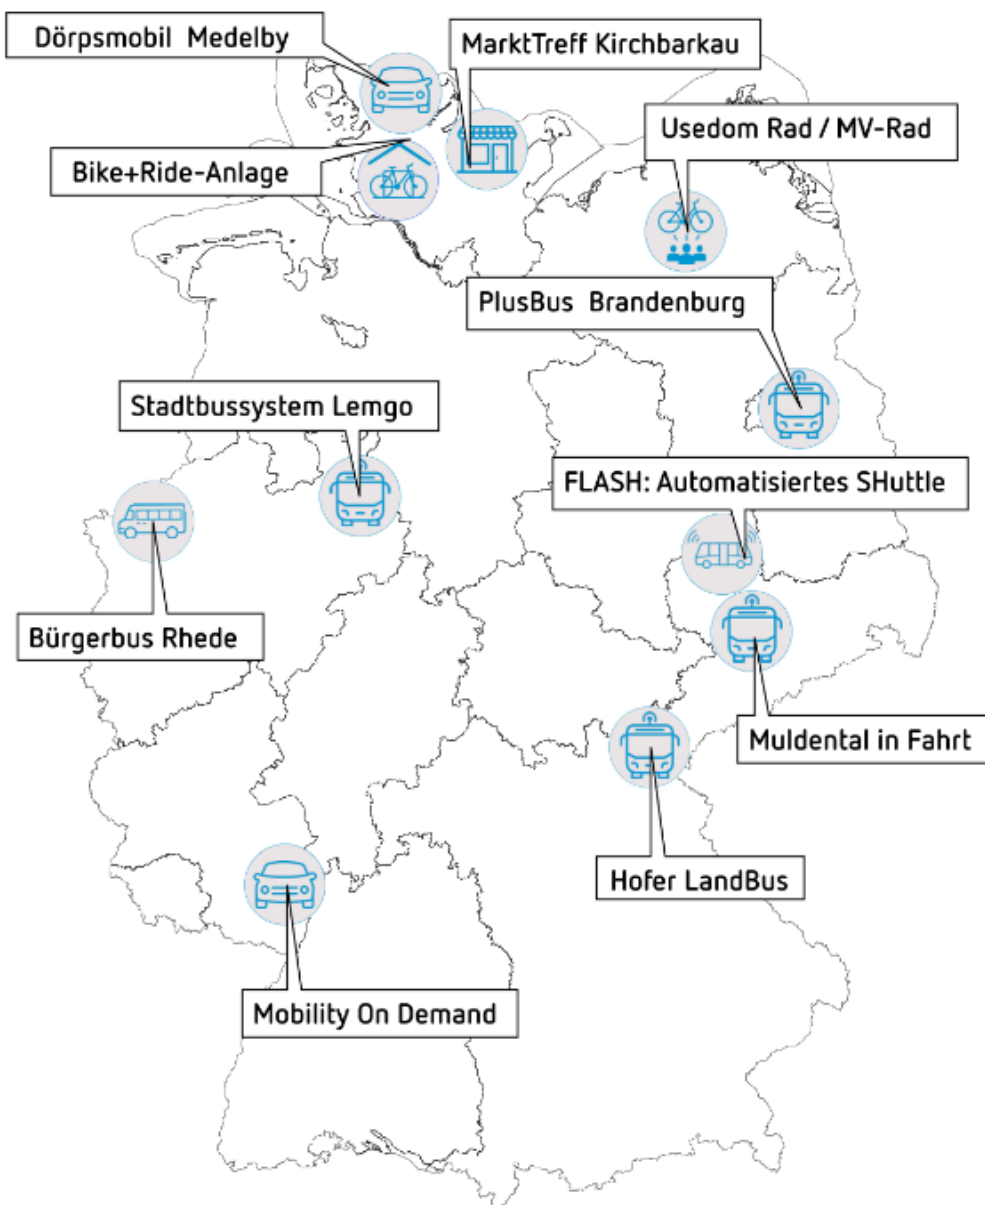 Dörpsmobil Medelby
MarktTreff Kirchbarkau
Usedom Rad / MV-Rad
Bike+Ride-Anlage
PlusBus Brandenburg
Stadtbussystem Lemgo
FLASH: Automatisiertes SHuttle
Bürgerbus Rhede
Muldental in Fahrt
Hofer LandBus
Mobility On Demand